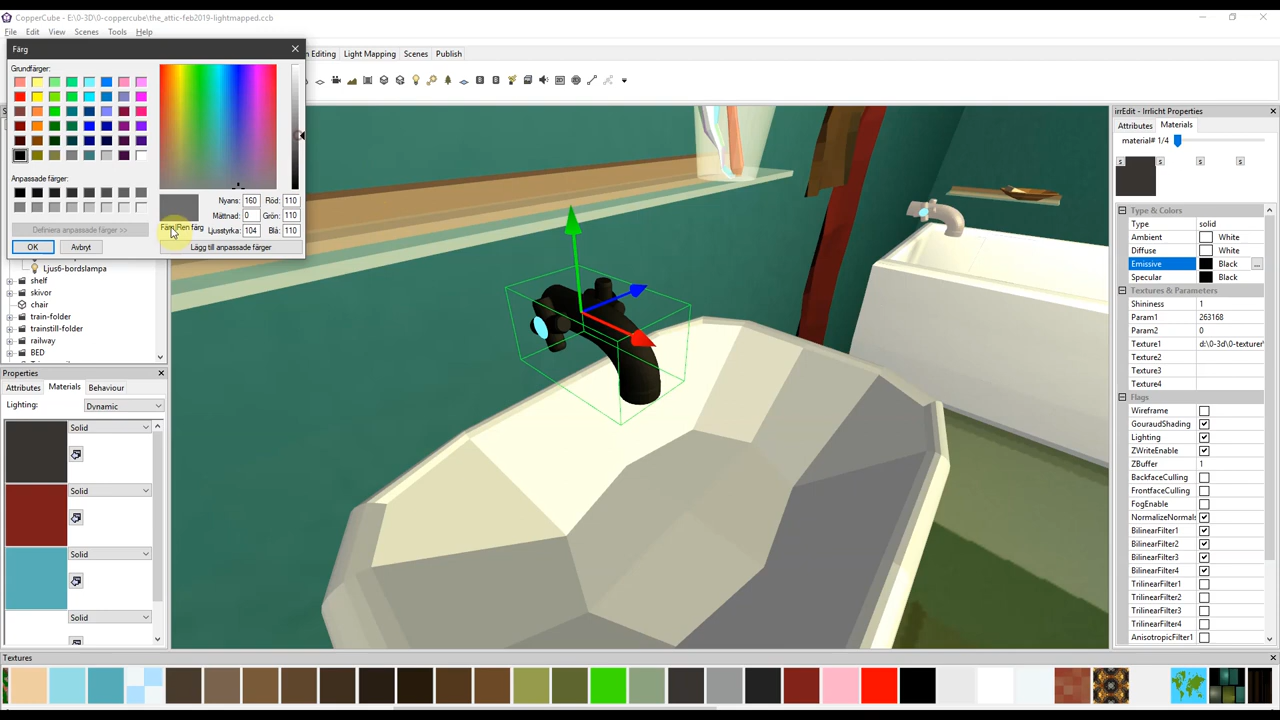 CopperCube - E:\0-3D\0-coppercube\the_attic-feb2019-lightmapped.ccb
File Edit View Scenes Tools Help
Färg
Editing Light Mapping Scenes Publish
Grundfärger:
Anpassade färger:
Definiera anpassade färger >>
OK Avbryt
Färg|Ren färg
Nyans: 160 Röd: 110
Mättnad: 0 Grön: 110
Ljusstyrka: 104 Blå: 110
Lägg till anpassade färger
Ljus6-bordslampa
shelf
skivor
chair
train-folder
trainstill-folder
railway
BED
Properties
Attributes Materials Behaviour
Lighting: Dynamic
Solid
Solid
Solid
Solid
irrEdit - Irrlicht Properties
Attributes Materials
material# 1/4
s s s s
Type & Colors
Type solid
Ambient White
Diffuse White
Emissive Black ...
Specular Black
Textures & Parameters
Shininess 1
Param1 263168
Param2 0
Texture1 d:\0-3d\0-texturer\
Texture2
Texture3
Texture4
Flags
Wireframe
GouraudShading
Lighting
ZWriteEnable
ZBuffer 1
BackfaceCulling
FrontfaceCulling
FogEnable
NormalizeNormals
BilinearFilter1
BilinearFilter2
BilinearFilter3
BilinearFilter4
TrilinearFilter1
TrilinearFilter2
TrilinearFilter3
TrilinearFilter4
AnisotropicFilter1
Textures